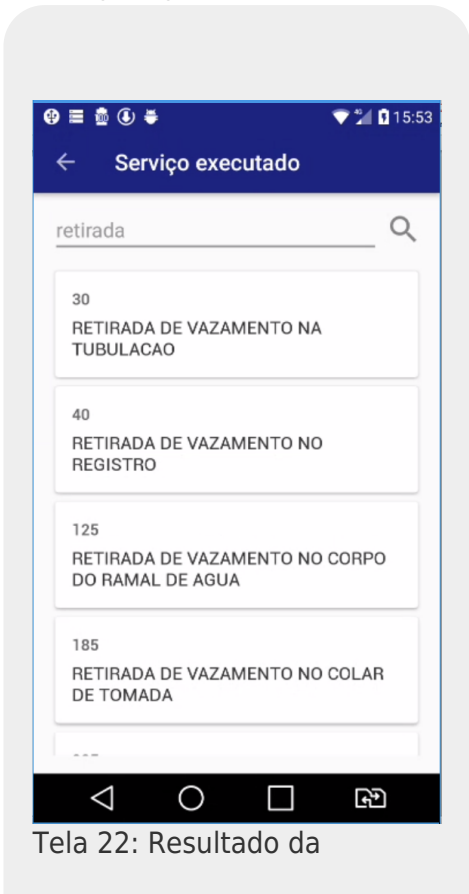 15:53
Serviço executado
retirada
30
RETIRADA DE VAZAMENTO NA
TUBULACAO
40
RETIRADA DE VAZAMENTO NO
REGISTRO
125
RETIRADA DE VAZAMENTO NO CORPO
DO RAMAL DE AGUA
185
RETIRADA DE VAZAMENTO NO COLAR
DE TOMADA
Tela 22: Resultado da